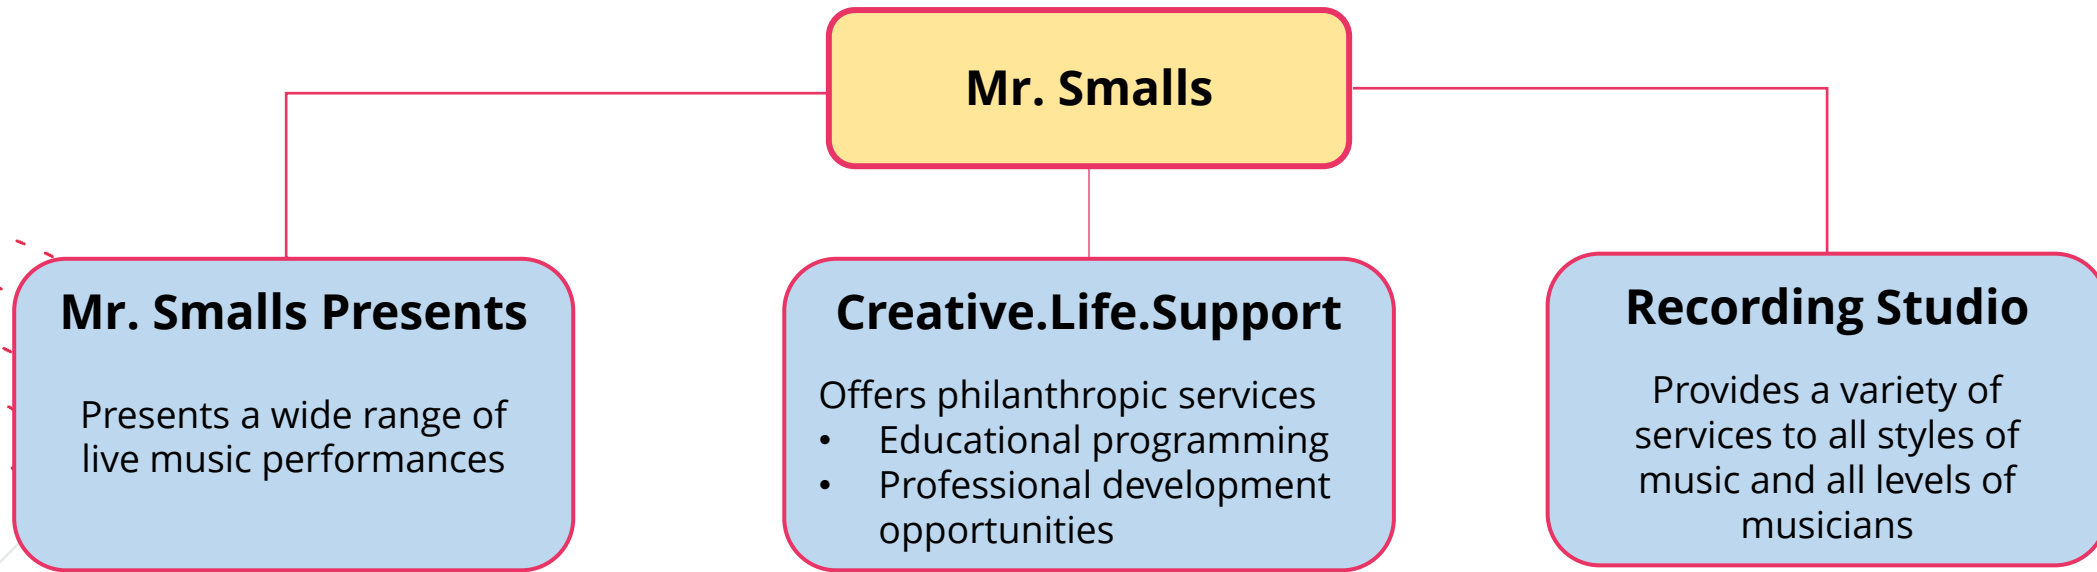 Mr. Smalls
Mr. Smalls Presents
Presents a wide range of
live music performances
Creative.Life.Support
Offers philanthropic services
• Educational programming
• Professional development
opportunities
Recording Studio
Provides a variety of
services to all styles of
music and all levels of
musicians